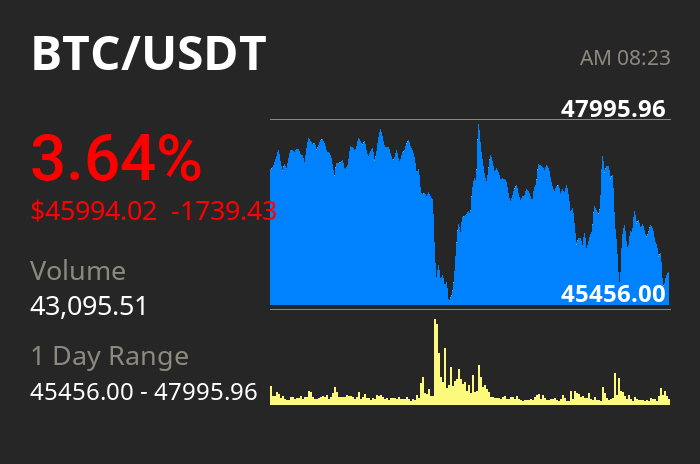 BTC/USDT
AM 08:23
47995.96
3.64%
$45994.02 -1739.43
Volume
43,095.51
45456.00
1 Day Range
45456.00 - 47995.96